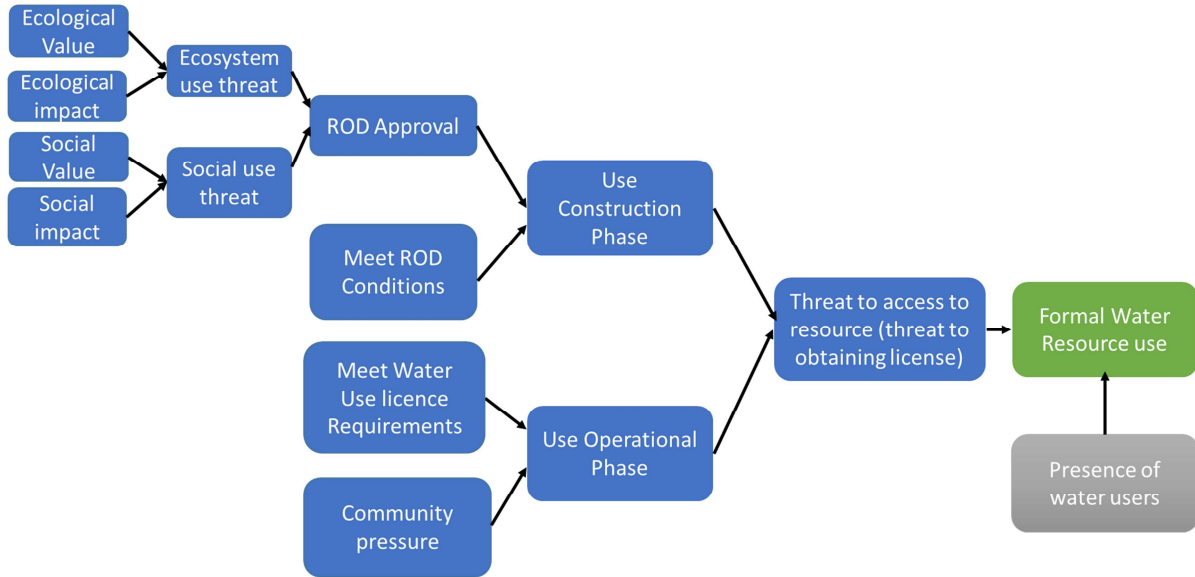 Ecological
Value
Ecological
impact
Social
Value
Social
impact
Ecosystem
use threat
Social use
threat
ROD Approval
Meet ROD
Conditions
Meet Water
Use licence
Requirements
Community
pressure
Use
Construction
Phase
Use Operational
Phase
Threat to access to
resource (threat to
obtaining license)
Formal Water
Resource use
Presence of
water users